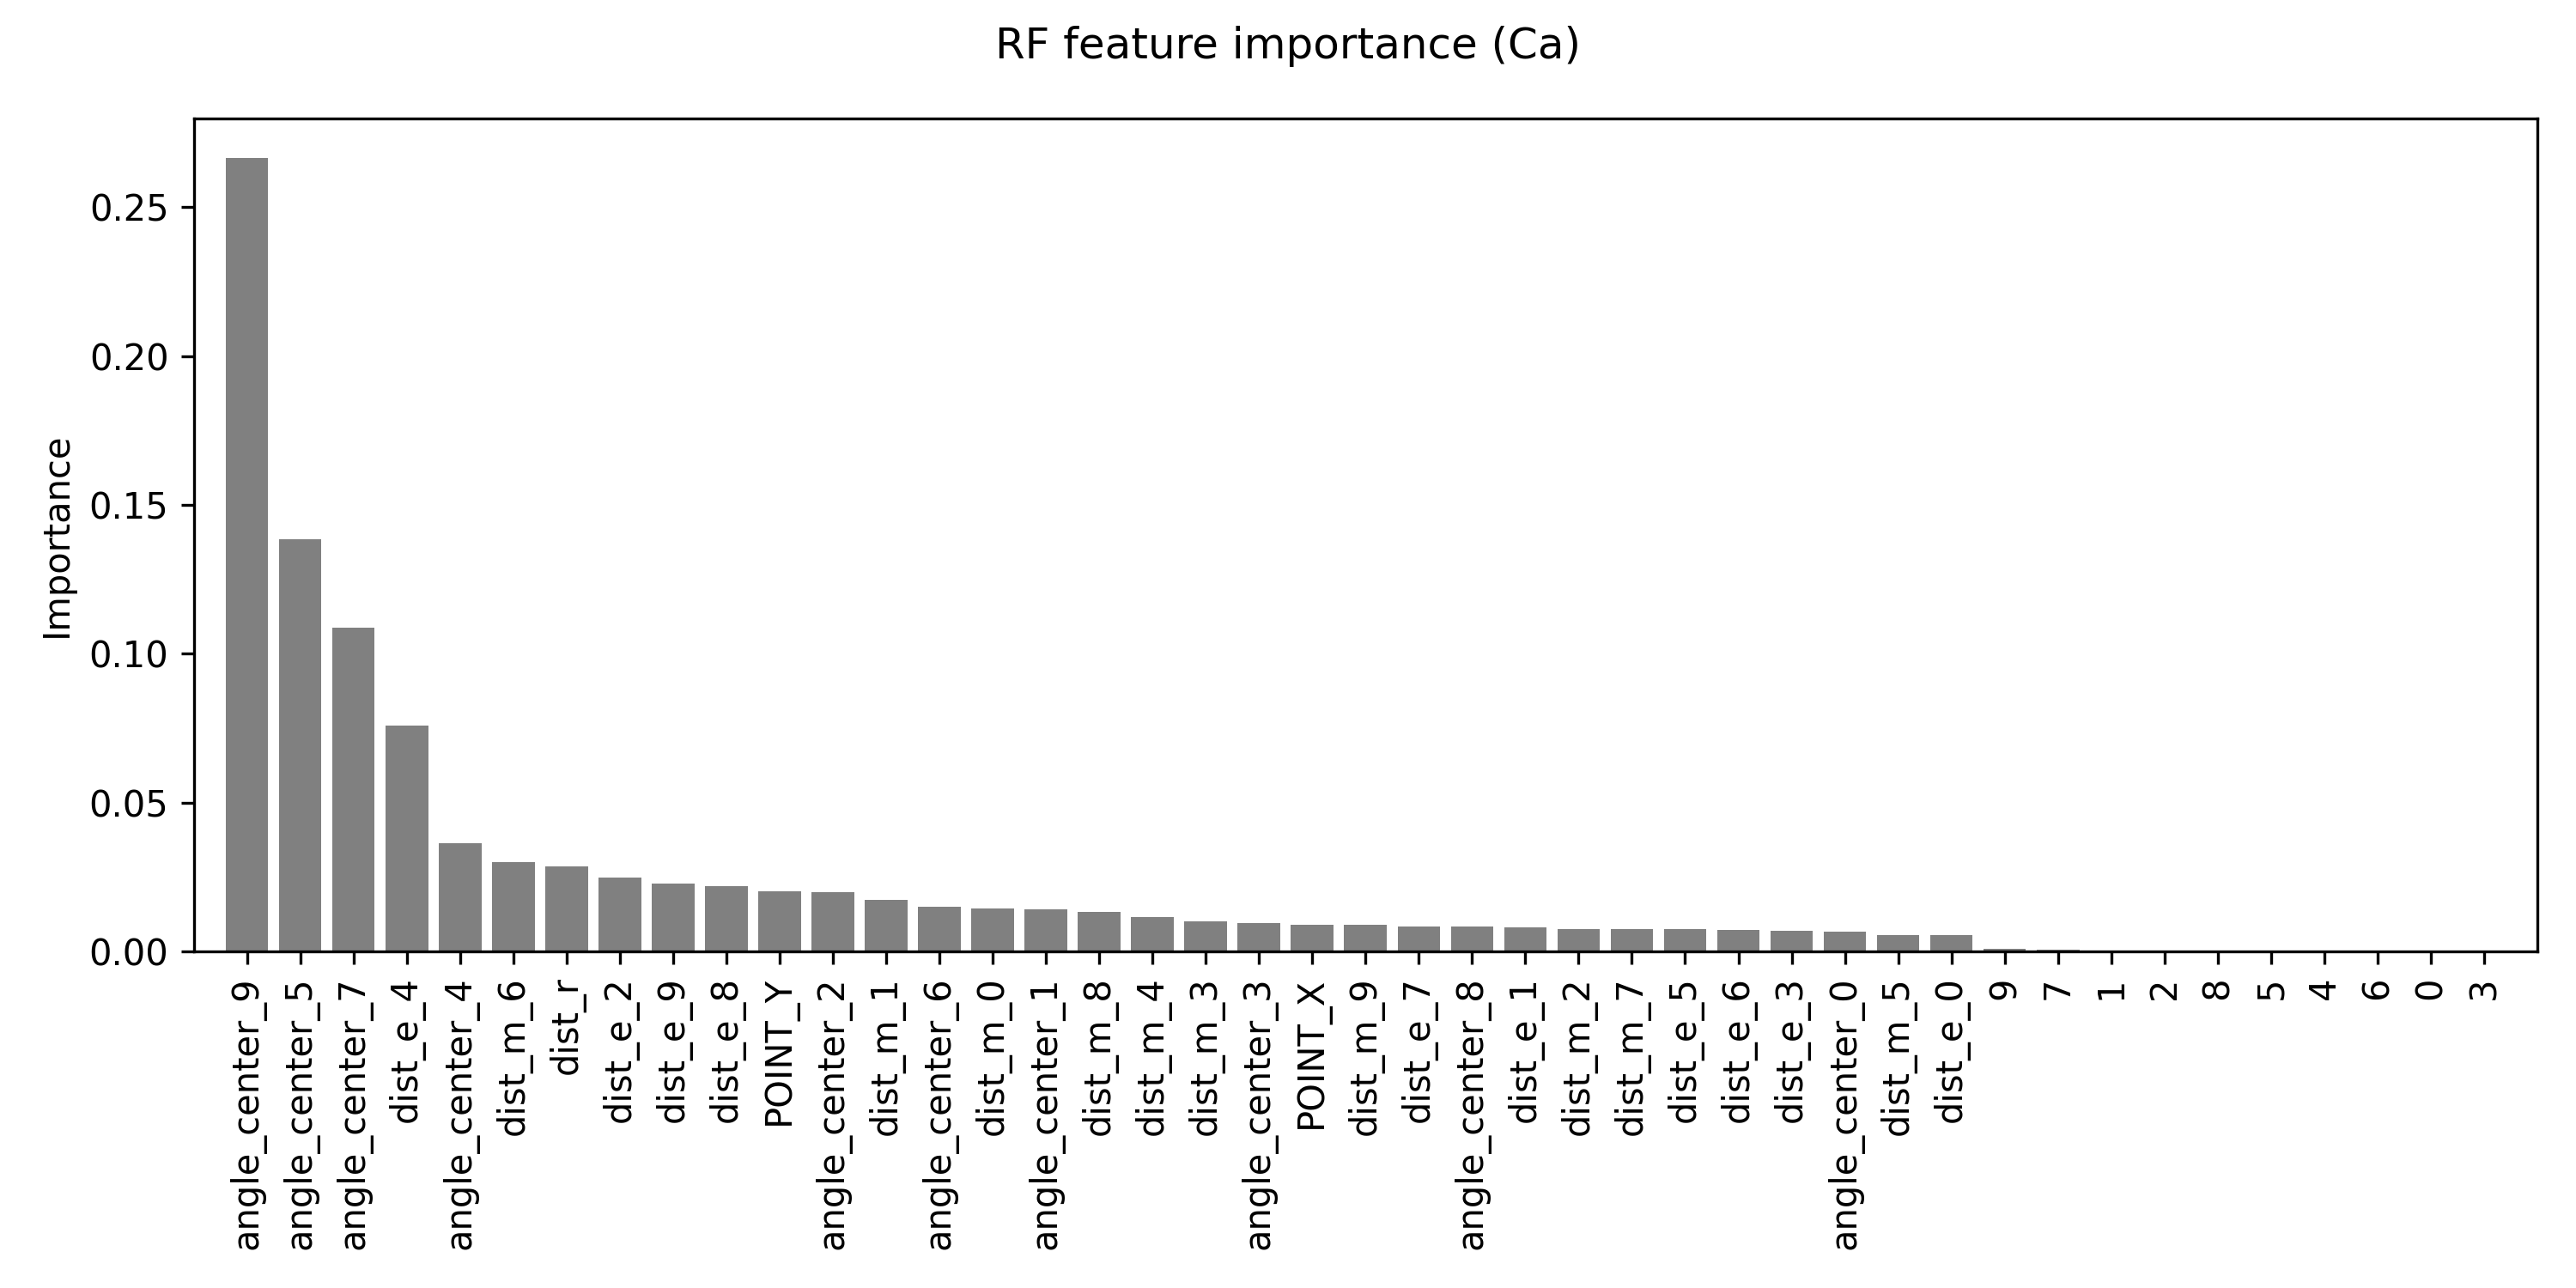 RF feature importance (Ca)
Importance
0.25
0.20
0.15
0.10
0.05
0.00
angle_center_9
angle_center_5
angle_center_7
dist_e_4
angle_center_4
dist_m_6
dist_r
dist_e_2
dist_e_9
dist_e_8
POINT_Y
angle_center_2
dist_m_1
angle_center_6
dist_m_0
angle_center_1
dist_m_8
dist_m_4
dist_m_3
angle_center_3
POINT_X
dist_m_9
dist_e_7
angle_center_8
dist_e_1
dist_m_2
dist_m_7
dist_e_5
dist_e_6
dist_e_3
angle_center_0
dist_m_5
dist_e_0
9
7
1
2
8
5
4
6
0
3